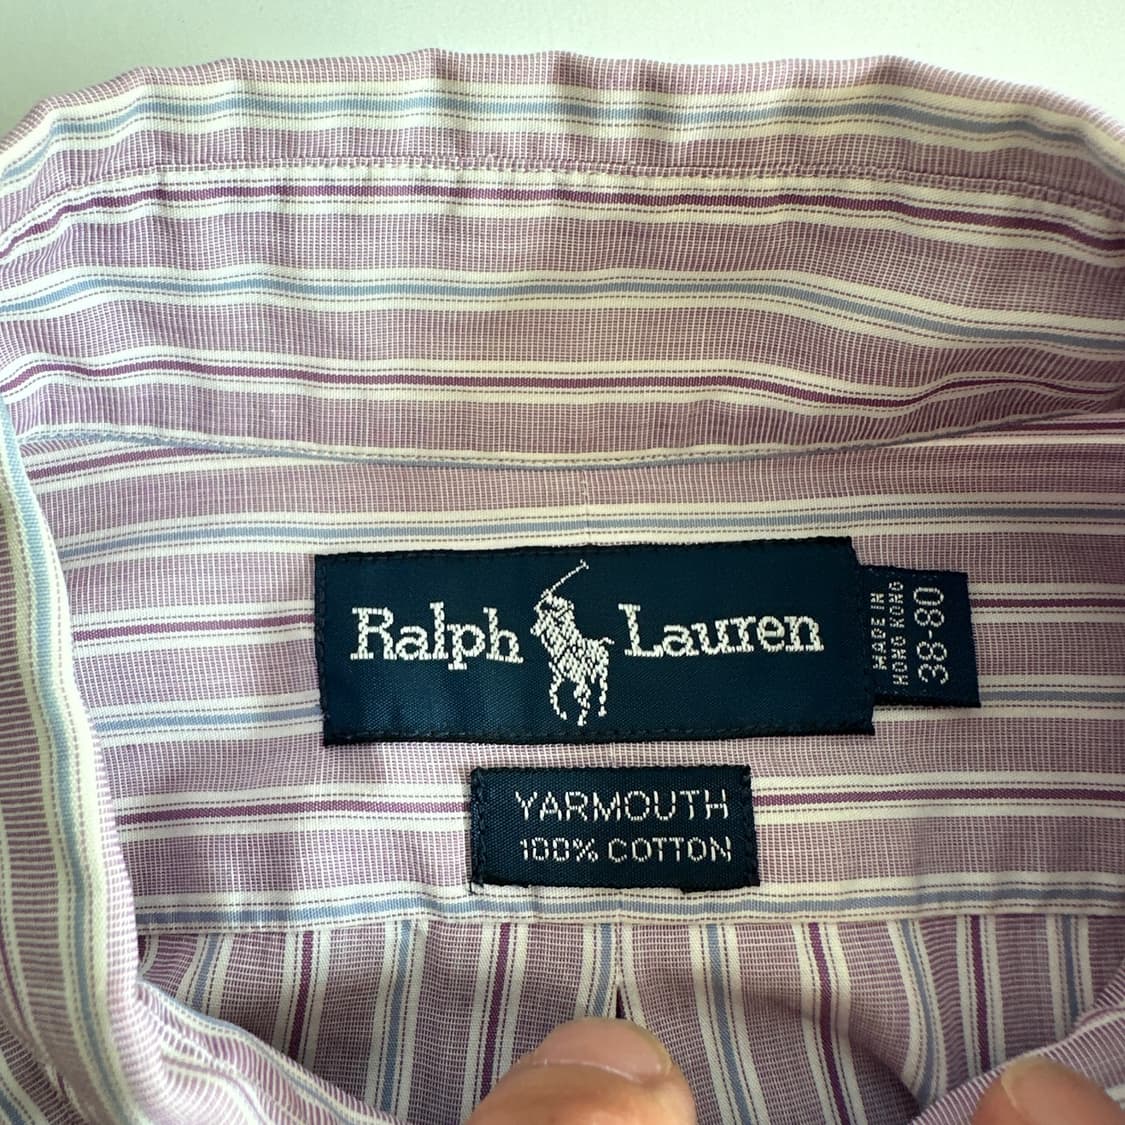 Ralph Lauren
MADE IN
HONG KONG
38-80
YARMOUTH
100% COTTON